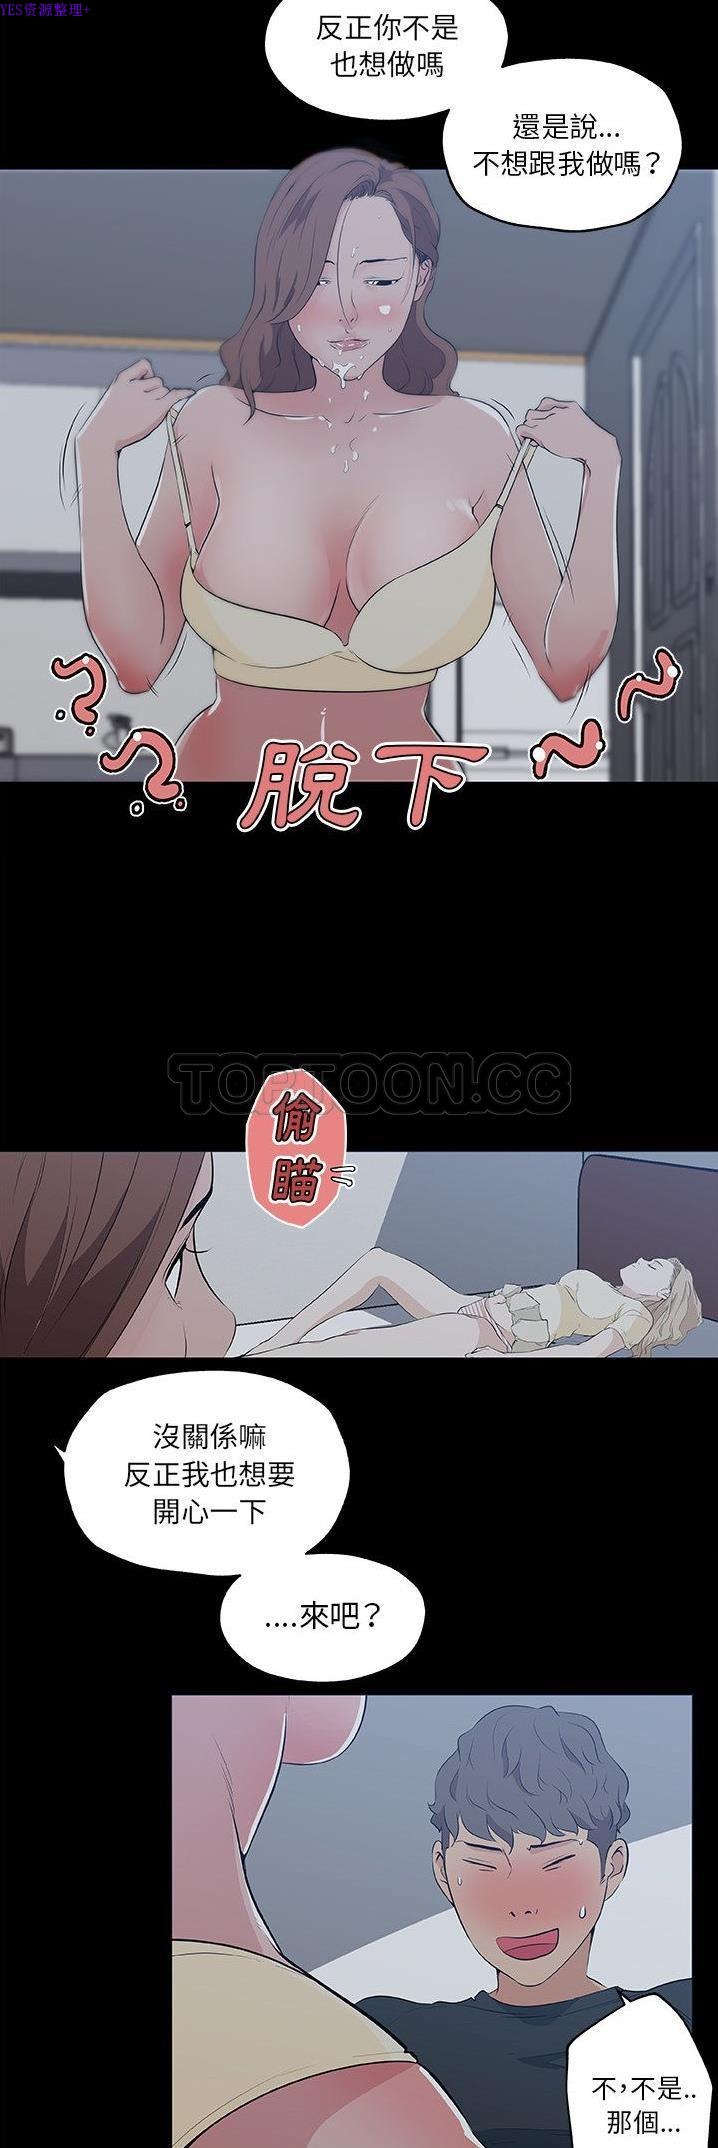 YES资源整理+
反正你不是
也想做嗎
還是說...
不想跟我做嗎？
脫下
TOPTOON.CC
偷
瞄
沒關係嘛
反正我也想要
開心一下
....來吧？
不，不是..
那個...